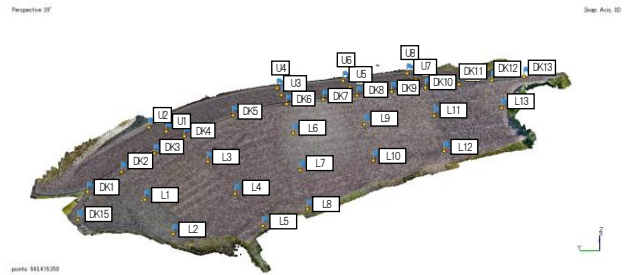 Perspective 20°
Snap: Axis, 3D
U8
U6
U7
U4
U5
DK11
DK12
DK13
U3
DK10
DK9
DK8
DK7
DK6
L13
U2
DK5
L11
U1
L9
DK4
L6
DK3
L12
L3
L10
DK2
L7
DK1
L4
L1
L8
DK15
L5
L2
Z
Y